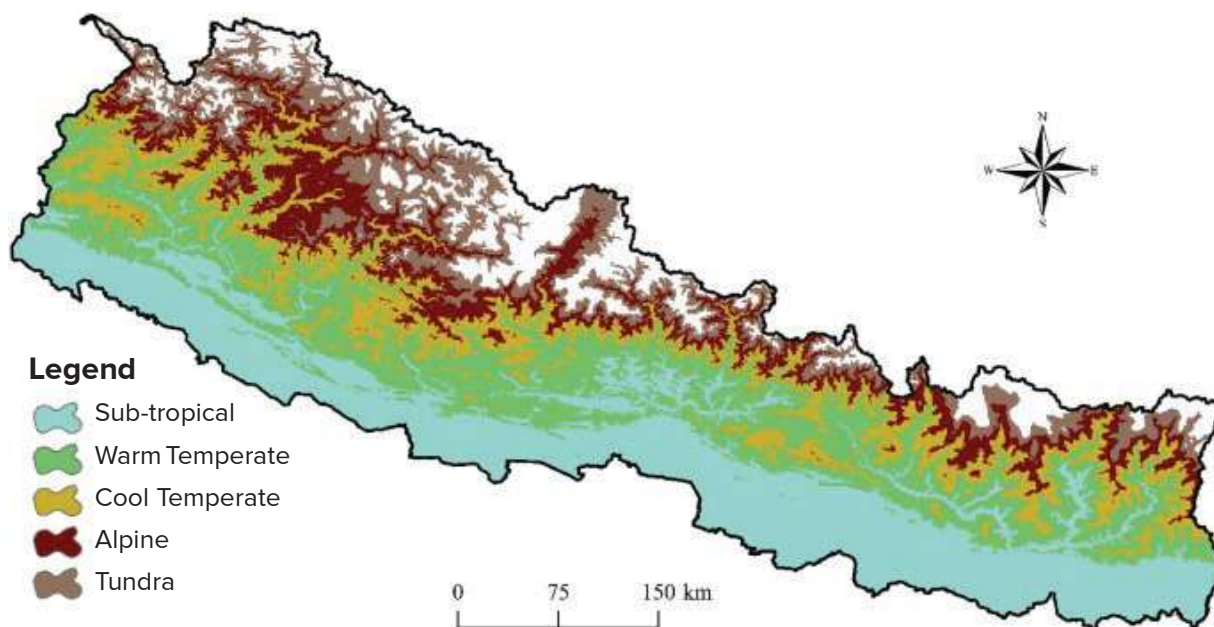 N
W E
S
Legend
Sub-tropical
Warm Temperate
Cool Temperate
Alpine
Tundra
0 75 150 km